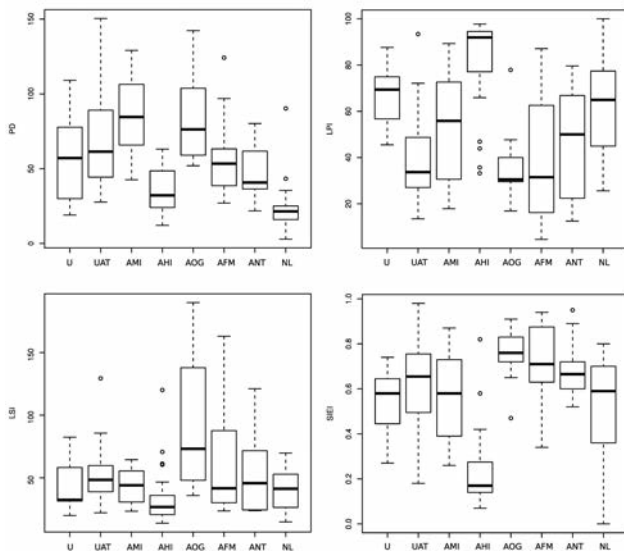 PD
150
100
50
0
U UAT AMI AHI AOG AFM ANT NL
LPI
100
80
60
40
20
U UAT AMI AHI AOG AFM ANT NL
LSI
150
100
50
U UAT AMI AHI AOG AFM ANT NL
SIEI
1.0
0.8
0.6
0.4
0.2
0.0
U UAT AMI AHI AOG AFM ANT NL